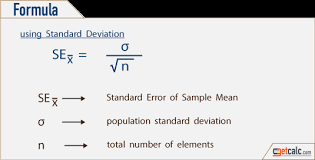 Formula
using Standard Deviation
SEx̅ = σ / √n
SEx̅ ⟶ Standard Error of Sample Mean
σ ⟶ population standard deviation
n ⟶ total number of elements
getcalc.com